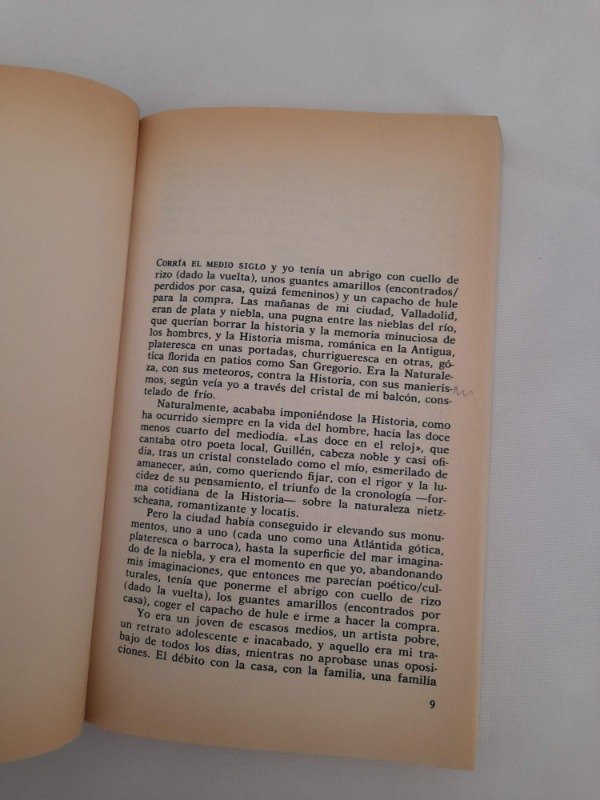 CORRÍA EL MEDIO SIGLO y yo tenía un abrigo con cuello de
rizo (dado la vuelta), unos guantes amarillos (encontrados/
perdidos por casa, quizá femeninos) y un capacho de hule
para la compra. Las mañanas de mi ciudad, Valladolid,
eran de plata y niebla, una pugna entre las nieblas del río,
que querían borrar la historia y la memoria minuciosa de
los hombres, y la Historia misma, románica en la Antigua,
plateresca en unas portadas, churrigueresca en otras, gó-
tica florida en patios como San Gregorio. Era la Naturale-
za, con sus meteoros, contra la Historia, con sus manieris-
mos, según veía yo a través del cristal de mi balcón, cons-
telado de frío.
Naturalmente, acababa imponiéndose la Historia, como
ha ocurrido siempre en la vida del hombre, hacia las doce
menos cuarto del mediodía. «Las doce en el reloj», que
cantaba otro poeta local, Guillén, cabeza noble y casi ofi-
dia, tras un cristal constelado como el mío, esmerilado de
amanecer, aún, como queriendo fijar, con el rigor y la lu-
cidez de su pensamiento, el triunfo de la cronología —for-
ma cotidiana de la Historia— sobre la naturaleza nietz-
scheana, romantizante y locatis.
Pero la ciudad había conseguido ir elevando sus monu-
mentos, uno a uno (cada uno como una Atlántida gótica,
plateresca o barroca), hasta la superficie del mar imagina-
do de la niebla, y era el momento en que yo, abandonando
mis imaginaciones, que entonces me parecían poético/cul-
turales, tenía que ponerme el abrigo con cuello de rizo
(dado la vuelta), los guantes amarillos (encontrados por
casa), coger el capacho de hule e irme a hacer la compra.
Yo era un joven de escasos medios, un artista pobre,
un retrato adolescente e inacabado, y aquello era mi tra-
bajo de todos los días, mientras no aprobase unas oposi-
ciones. El débito con la casa, con la familia, una familia
9